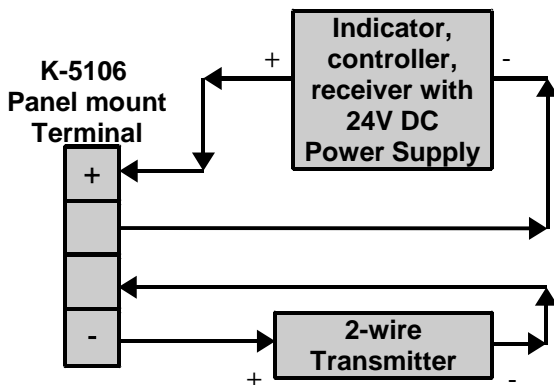 K-5106
Panel mount
Terminal
+
-
+
Indicator,
controller,
receiver with
24V DC
Power Supply
-
2-wire
Transmitter
+
-